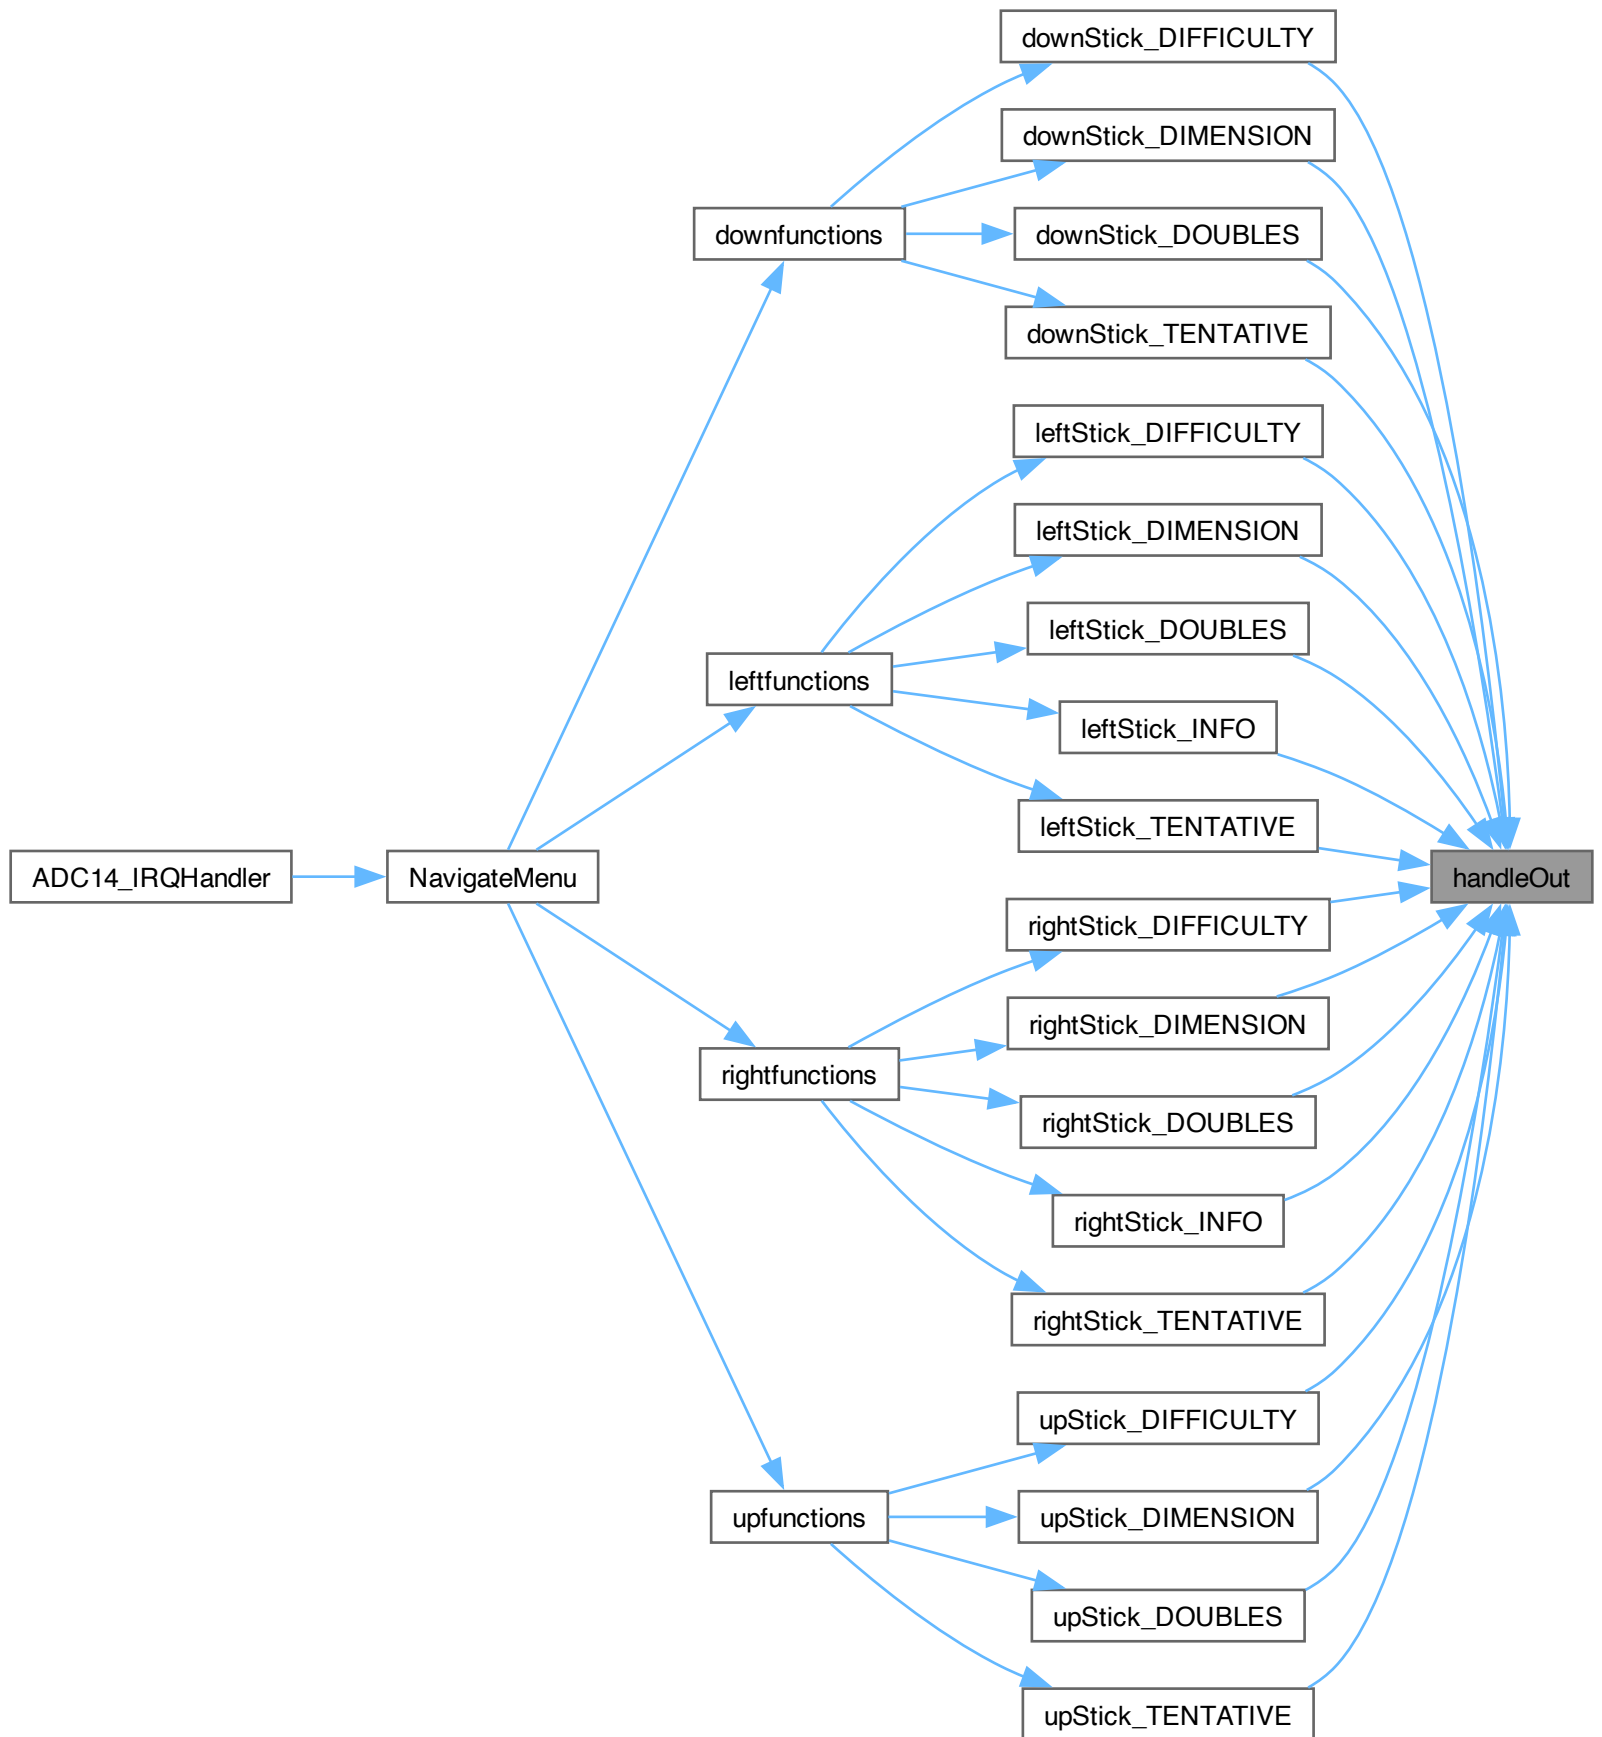 downStick_DIFFICULTY
downStick_DIMENSION
downfunctions
downStick_DOUBLES
downStick_TENTATIVE
leftStick_DIFFICULTY
leftStick_DIMENSION
leftStick_DOUBLES
leftfunctions
leftStick_INFO
leftStick_TENTATIVE
ADC14_IRQHandler
NavigateMenu
handleOut
rightStick_DIFFICULTY
rightStick_DIMENSION
rightfunctions
rightStick_DOUBLES
rightStick_INFO
rightStick_TENTATIVE
upStick_DIFFICULTY
upfunctions
upStick_DIMENSION
upStick_DOUBLES
upStick_TENTATIVE